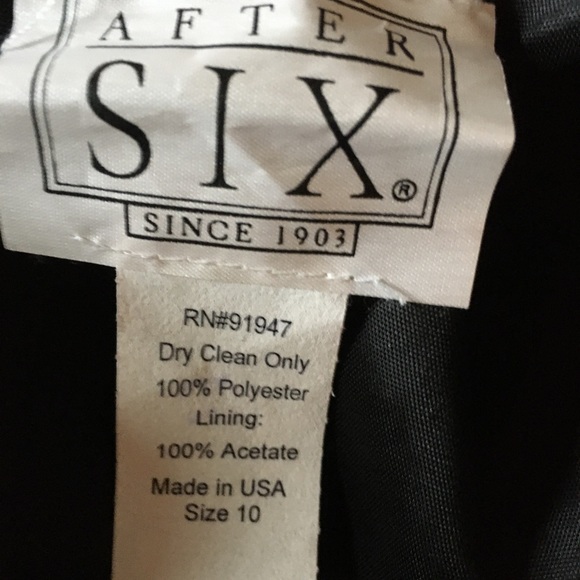 AFTER
SIX®
SINCE 1903
RN#91947
Dry Clean Only
100% Polyester
Lining:
100% Acetate
Made in USA
Size 10